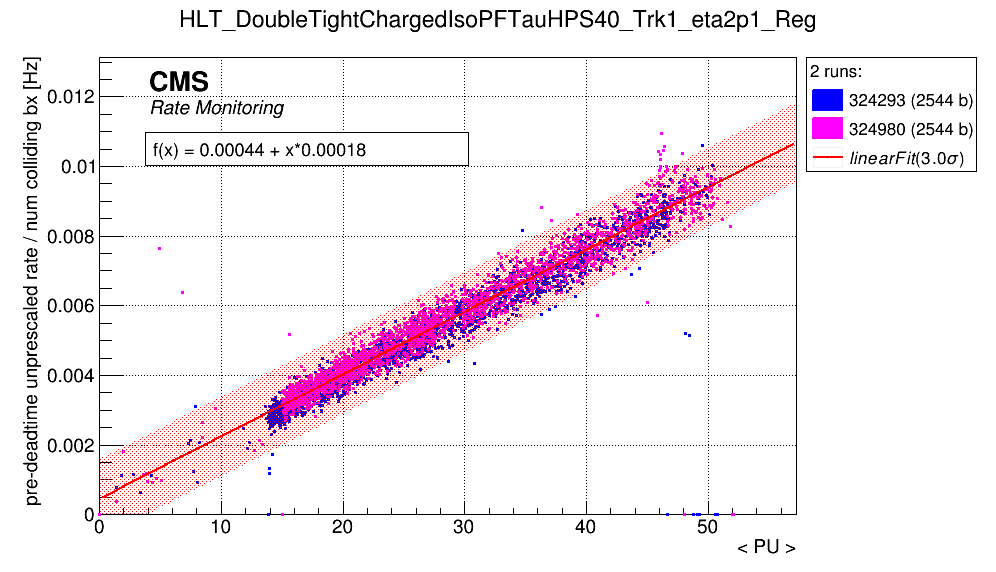 HLT_DoubleTightChargedIsoPFTauHPS40_Trk1_eta2p1_Reg
pre-deadtime unprescaled rate / num colliding bx [Hz]
CMS
Rate Monitoring
f(x) = 0.00044 + x*0.00018
2 runs:
324293 (2544 b)
324980 (2544 b)
linearFit(3.0σ)
0.012
0.01
0.008
0.006
0.004
0.002
0
0 10 20 30 40 50
< PU >